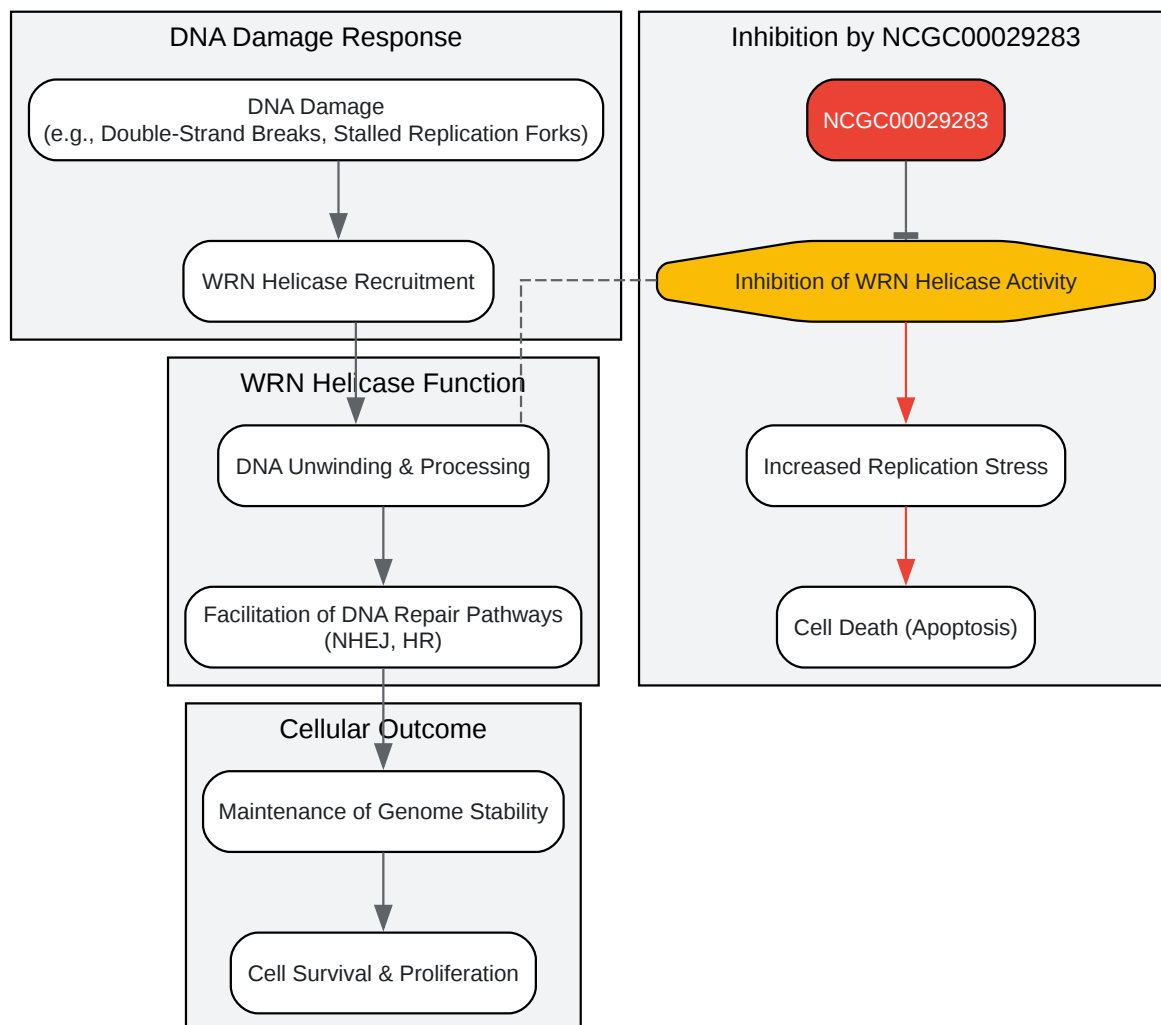 DNA Damage Response
DNA Damage
(e.g., Double-Strand Breaks, Stalled Replication Forks)
WRN Helicase Recruitment
WRN Helicase Function
DNA Unwinding & Processing
Facilitation of DNA Repair Pathways
(NHEJ, HR)
Cellular Outcome
Maintenance of Genome Stability
Cell Survival & Proliferation
Inhibition by NCGC00029283
NCGC00029283
Inhibition of WRN Helicase Activity
Increased Replication Stress
Cell Death (Apoptosis)